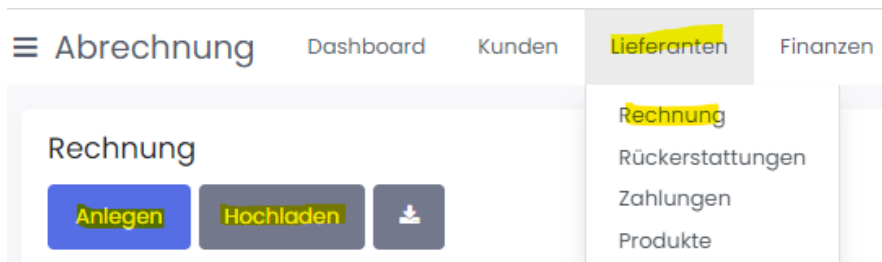 Abrechnung Dashboard Kunden Lieferanten Finanzen
Rechnung
Rechnung
Rückerstattungen
Anlegen Hochladen
Zahlungen
Produkte